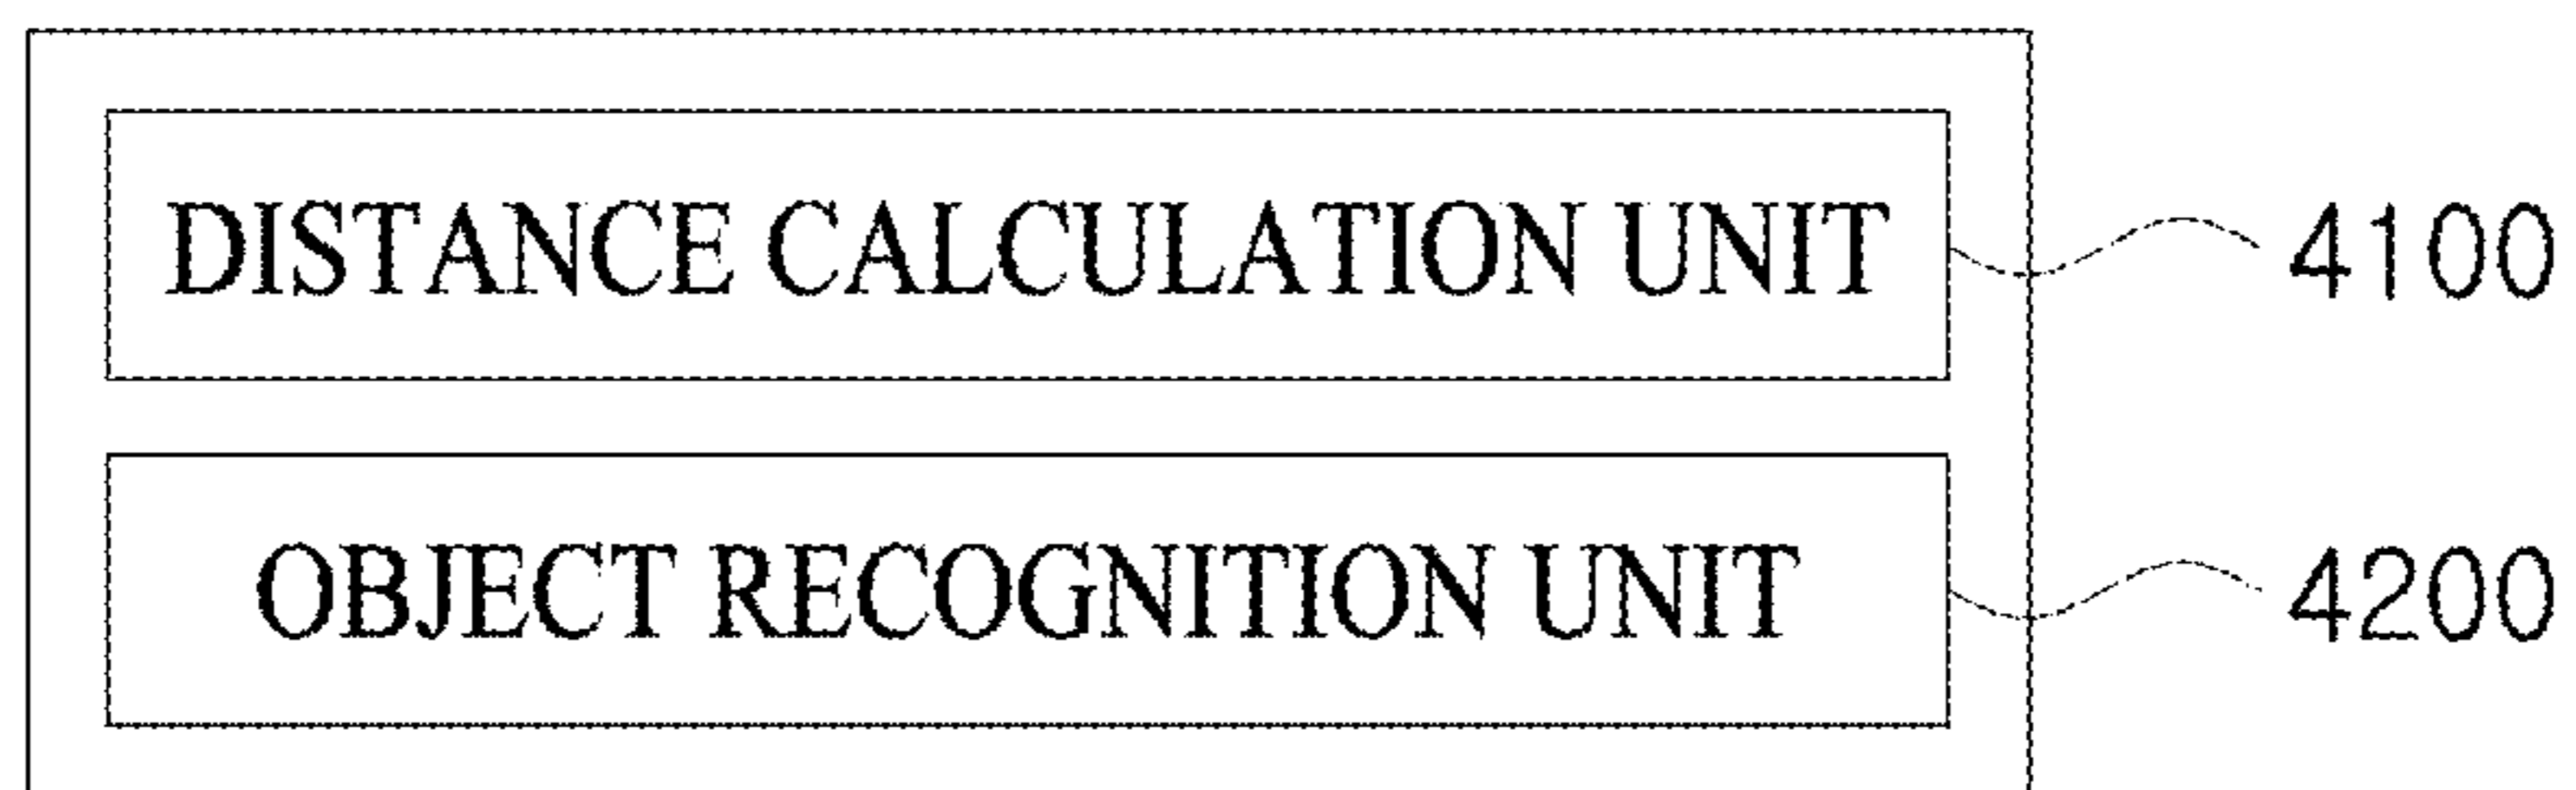 DISTANCE CALCULATION UNIT 4100
OBJECT RECOGNITION UNIT 4200